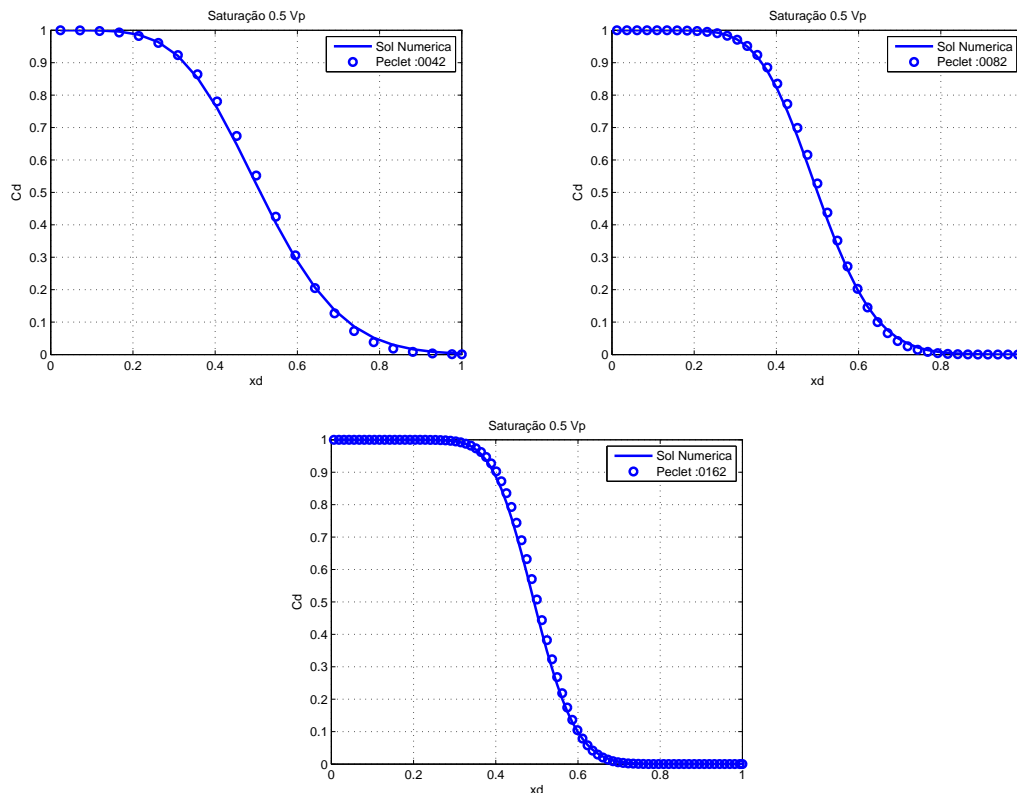 Saturação 0.5 Vp
Sol Numerica
Peclet :0042
1
0.9
0.8
0.7
0.6
0.5
0.4
0.3
0.2
0.1
0
Cd
0 0.2 0.4 0.6 0.8 1
xd
Saturação 0.5 Vp
Sol Numerica
Peclet :0082
1
0.9
0.8
0.7
0.6
0.5
0.4
0.3
0.2
0.1
0
Cd
0 0.2 0.4 0.6 0.8
xd
Saturação 0.5 Vp
Sol Numerica
Peclet :0162
1
0.9
0.8
0.7
0.6
0.5
0.4
0.3
0.2
0.1
0
Cd
0 0.2 0.4 0.6 0.8 1
xd